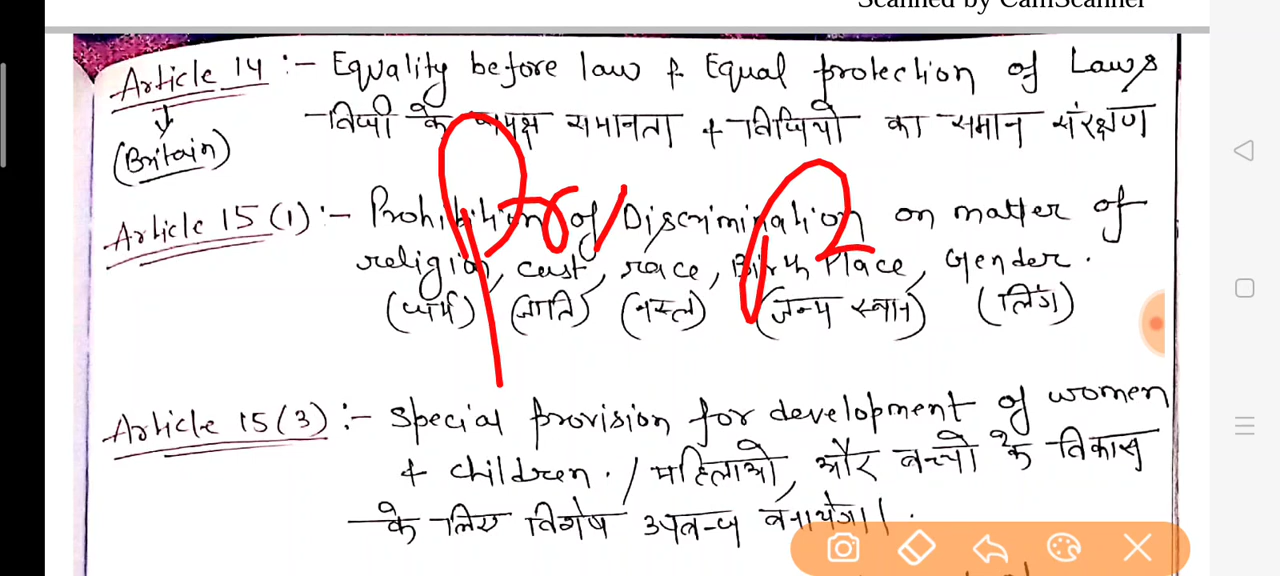 Scanned by CamScanner
Article 14 :- Equality before law & Equal protection of Laws
(Britain) विधी के समक्ष समानता + विधियो का समान संरक्षण
Article 15 (1) :- Prohibition of Discrimination on matter of
religion, cast, race, Birth Place, Gender.
(धर्म) (जाति) (नस्ल) (जन्म स्थान) (लिंग)
Article 15 (3) :- Special provision for development of women
+ children. / महिलाओ, और बच्चो के विकास
के लिए विशेष उपबन्ध बनायेगा।